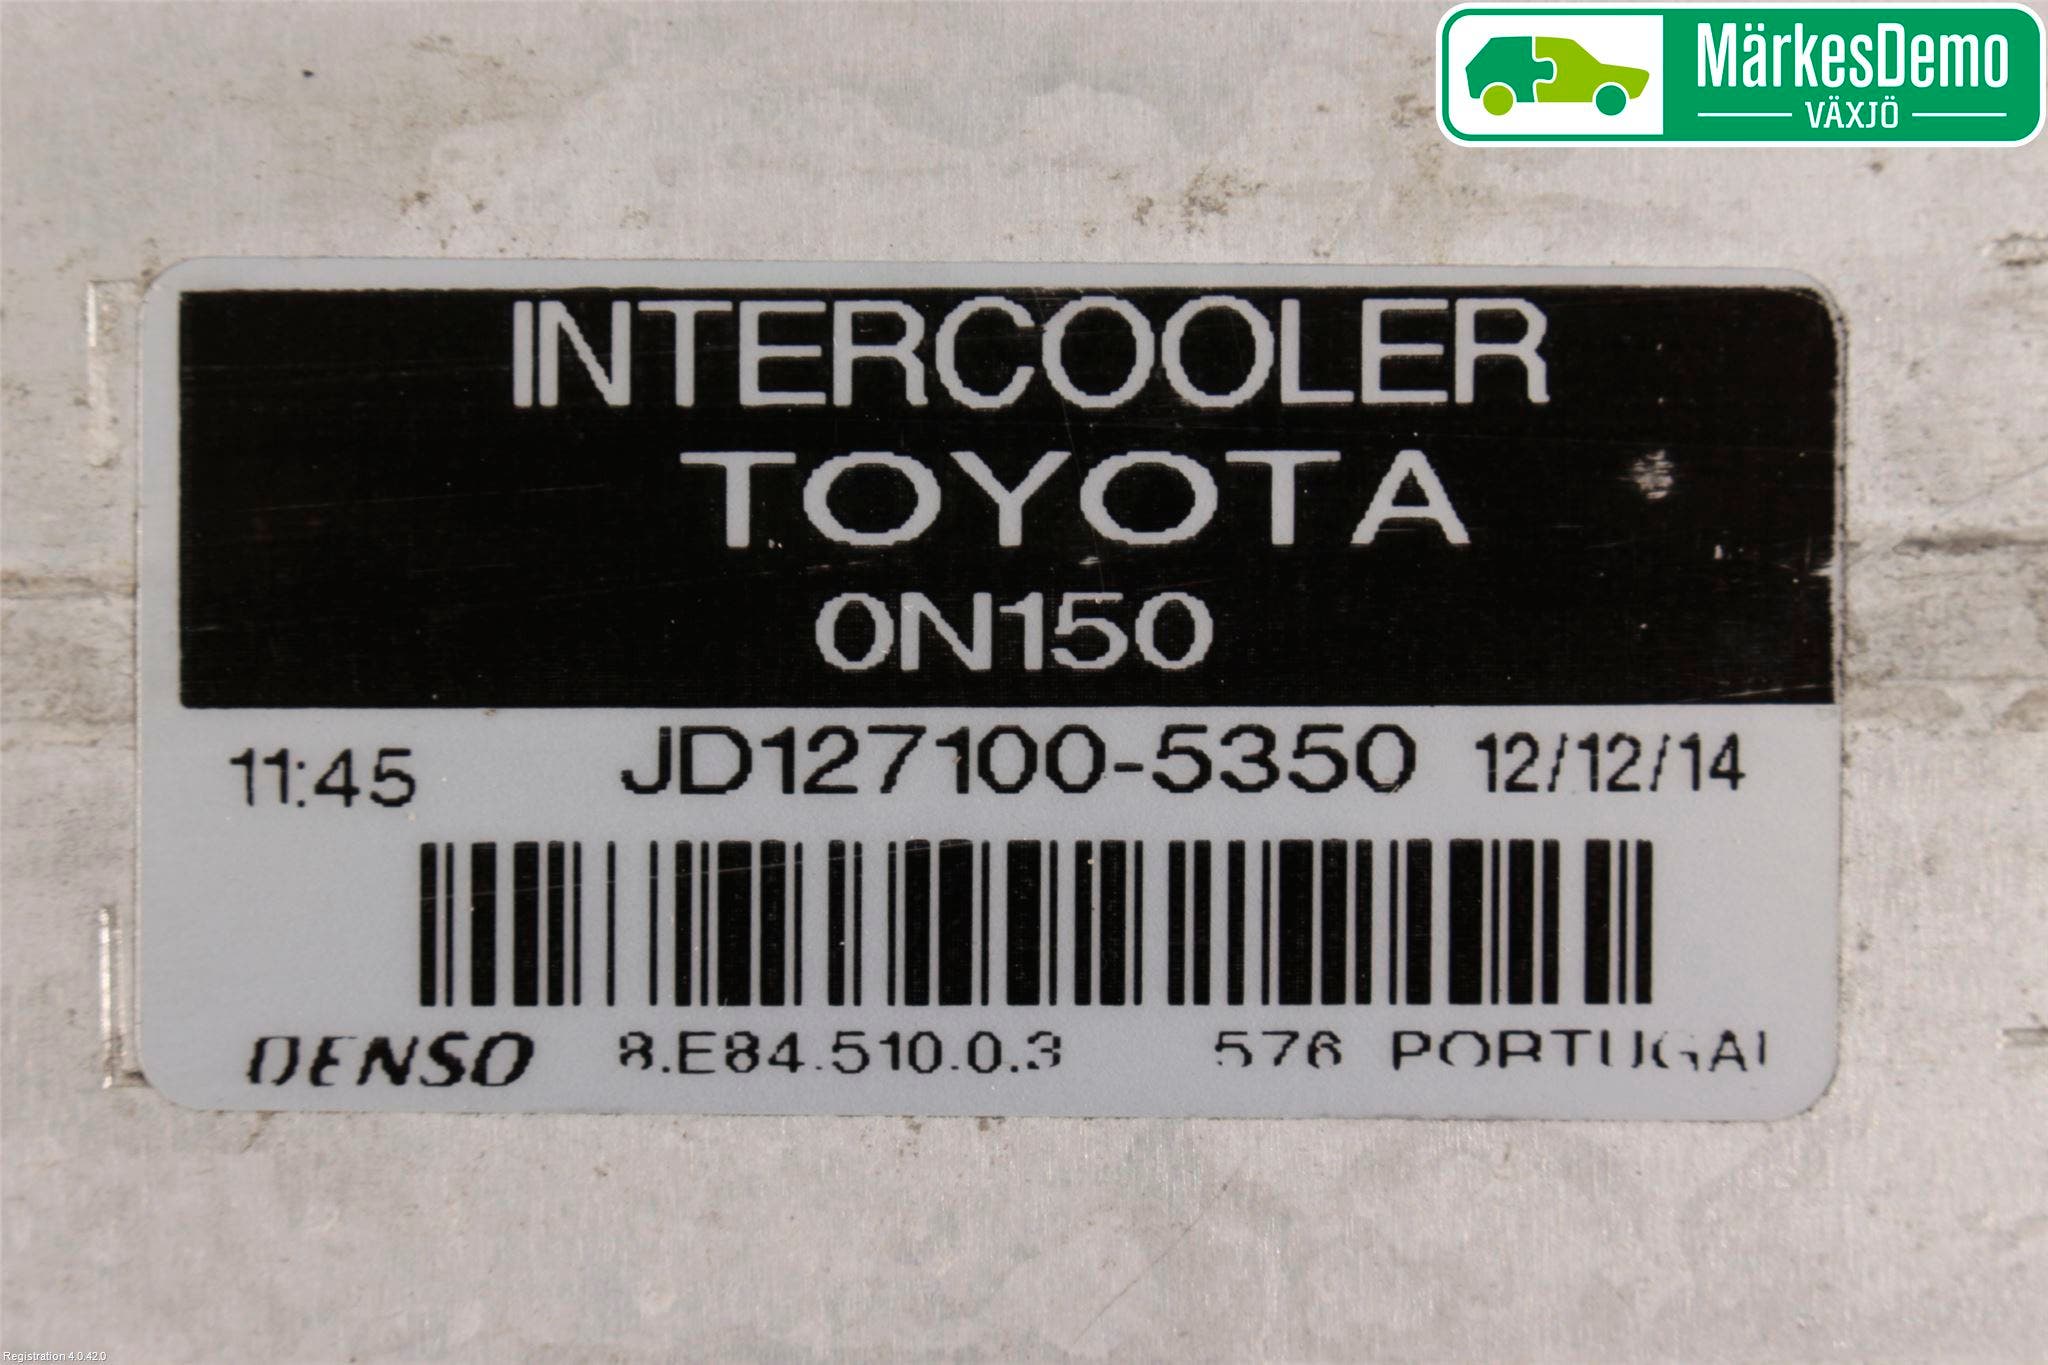 MärkesDemo
VÄXJÖ
INTERCOOLER
TOYOTA
0N150
11:45 JD127100-5350 12/12/14
DENSO 8.E84.510.0.3 576 PORTUGAL
Registration 4.0.42.0